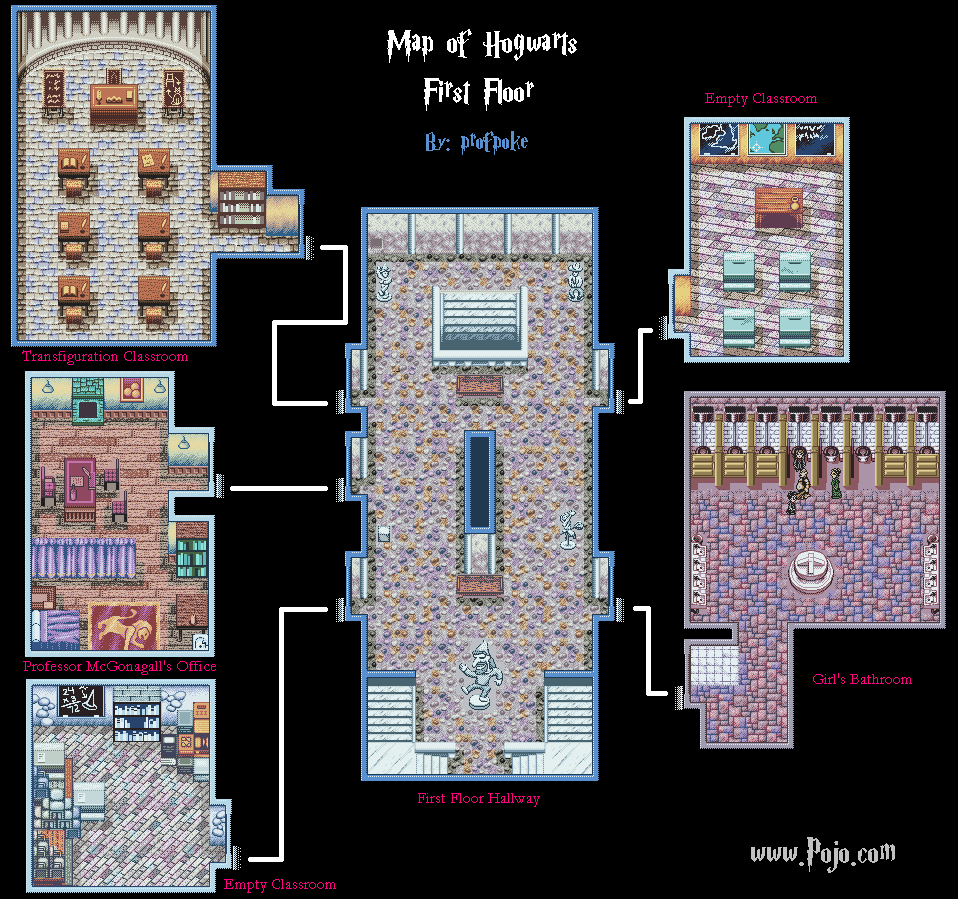 Map of Hogwarts
First Floor
By: profpoke
Empty Classroom
Transfiguration Classroom
Professor McGonagall's Office
Girl's Bathroom
First Floor Hallway
www.Pojo.com
Empty Classroom